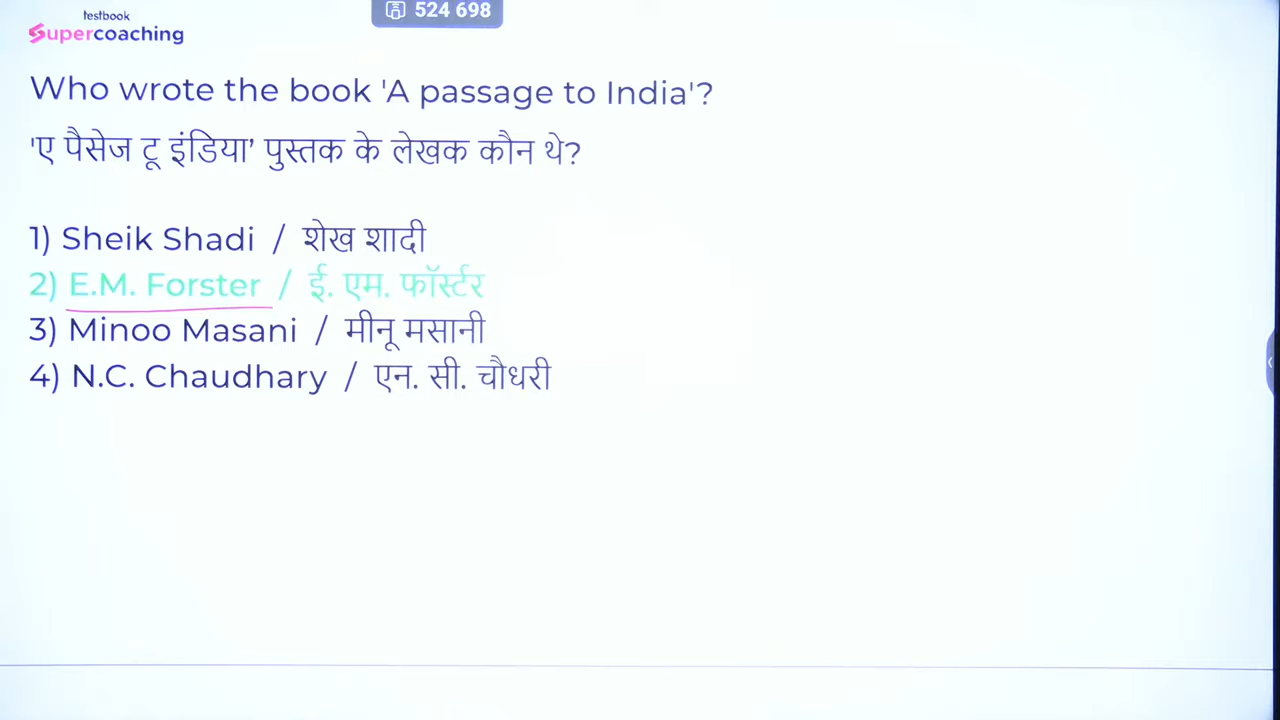 testbook
Supercoaching
524 698
Who wrote the book 'A passage to India'?
'ए पैसेज टू इंडिया' पुस्तक के लेखक कौन थे?
1) Sheik Shadi / शेख शादी
2) E.M. Forster / ई. एम. फॉर्स्टर
3) Minoo Masani / मीनू मसानी
4) N.C. Chaudhary / एन. सी. चौधरी